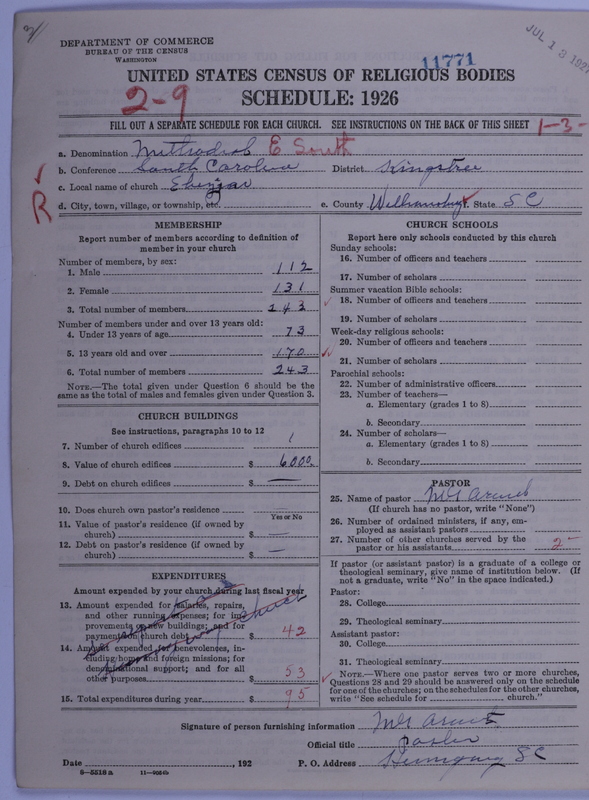 3/
DEPARTMENT OF COMMERCE
BUREAU OF THE CENSUS
WASHINGTON
JUL 13 1927
11771
UNITED STATES CENSUS OF RELIGIOUS BODIES
2-9
SCHEDULE: 1926
FILL OUT A SEPARATE SCHEDULE FOR EACH CHURCH. SEE INSTRUCTIONS ON THE BACK OF THIS SHEET 1-3-
a. Denomination Methodist E South
b. Conference South Carolina District Kingstree
c. Local name of church
R
d. City, town, village, or township, etc. e. County Williamsburg f. State SC
MEMBERSHIP
Report number of members according to definition of
member in your church
Number of members, by sex:
1. Male 112
2. Female 131
3. Total number of members 243
Number of members under and over 13 years old:
4. Under 13 years of age 73
5. 13 years old and over 170
6. Total number of members 243
NOTE.—The total given under Question 6 should be
same as the total of males and females given under Question 3.
CHURCH BUILDINGS
See instructions, paragraphs 10 to 12
7. Number of church edifices 1
8. Value of church edifices $ 6000
9. Debt on church edifices $ —
10. Does church own pastor's residence —
Yes or No
11. Value of pastor's residence (if owned by
church) $ —
12. Debt on pastor's residence (if owned by
church) $ —
EXPENDITURES
Amount expended by your church during last fiscal year
13. Amount expended for salaries, repairs,
and other running expenses; for im-
provements, new buildings; and for
payments on church debt $ 42
14. Amount expended for benevolences, in-
cluding home and foreign missions; for
denominational support; and for all
other purposes $ 53
15. Total expenditures during year $ 95
church
CHURCH SCHOOLS
Report here only schools conducted by this church
Sunday schools:
16. Number of officers and teachers
17. Number of scholars
Summer vacation Bible schools:
18. Number of officers and teachers
19. Number of scholars
Week-day religious schools:
20. Number of officers and teachers
21. Number of scholars
Parochial schools:
22. Number of administrative officers
23. Number of teachers—
a. Elementary (grades 1 to 8)
b. Secondary
24. Number of scholars—
a. Elementary (grades 1 to 8)
b. Secondary
PASTOR
25. Name of pastor
(If church has no pastor, write "None")
26. Number of ordained ministers, if any, em-
ployed as assistant pastors
27. Number of other churches served by the
pastor or his assistants 2
If pastor (or assistant pastor) is a graduate of a college or
theological seminary, give name of institution below. (If
not a graduate, write "No" in the space indicated.)
Pastor:
28. College
29. Theological seminary
Assistant pastor:
30. College
31. Theological seminary
NOTE.—Where one pastor serves two or more churches,
Questions 28 and 29 should be answered only on the schedule
for one of the churches; on the schedules for the other churches,
write "See schedule for church."
Signature of person furnishing information
Official title Pastor
Date , 192 P. O. Address Hemingway SC
8-5518 a 11-9024b